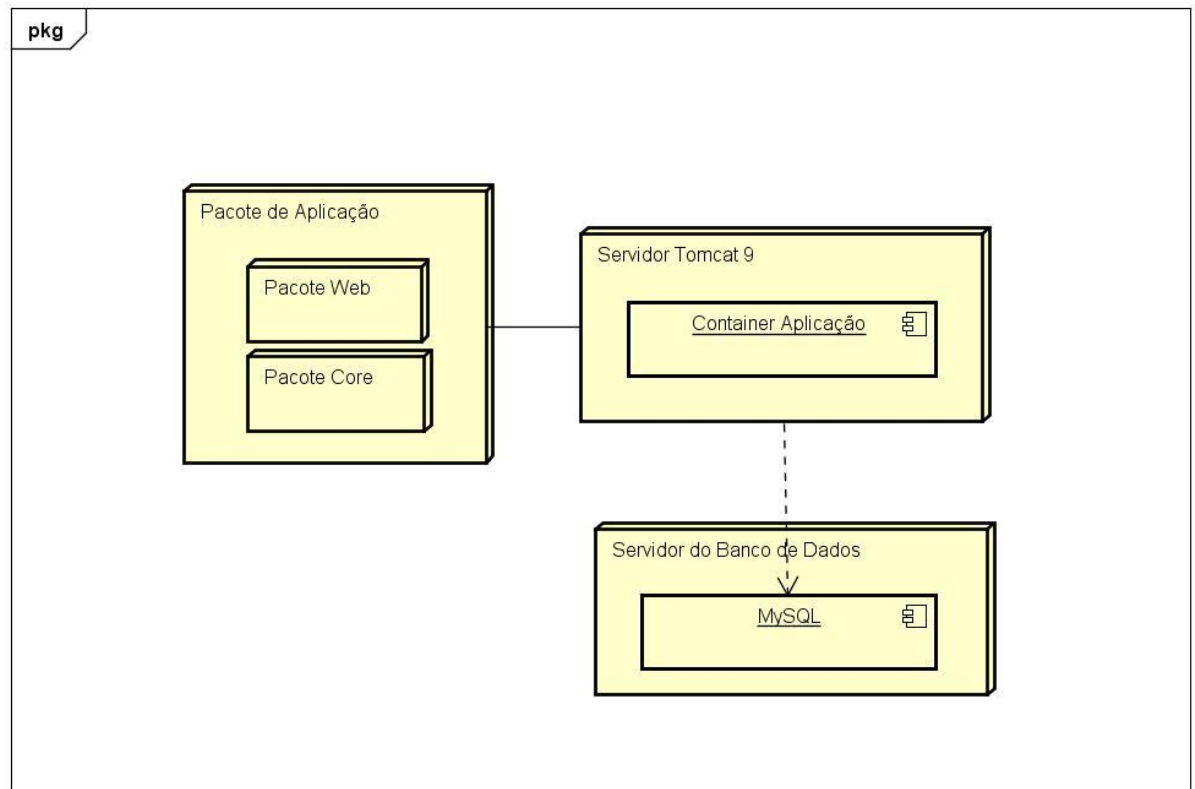 pkg
Pacote de Aplicação
Pacote Web
Pacote Core
Servidor Tomcat 9
Container Aplicação
Servidor do Banco de Dados
MySQL